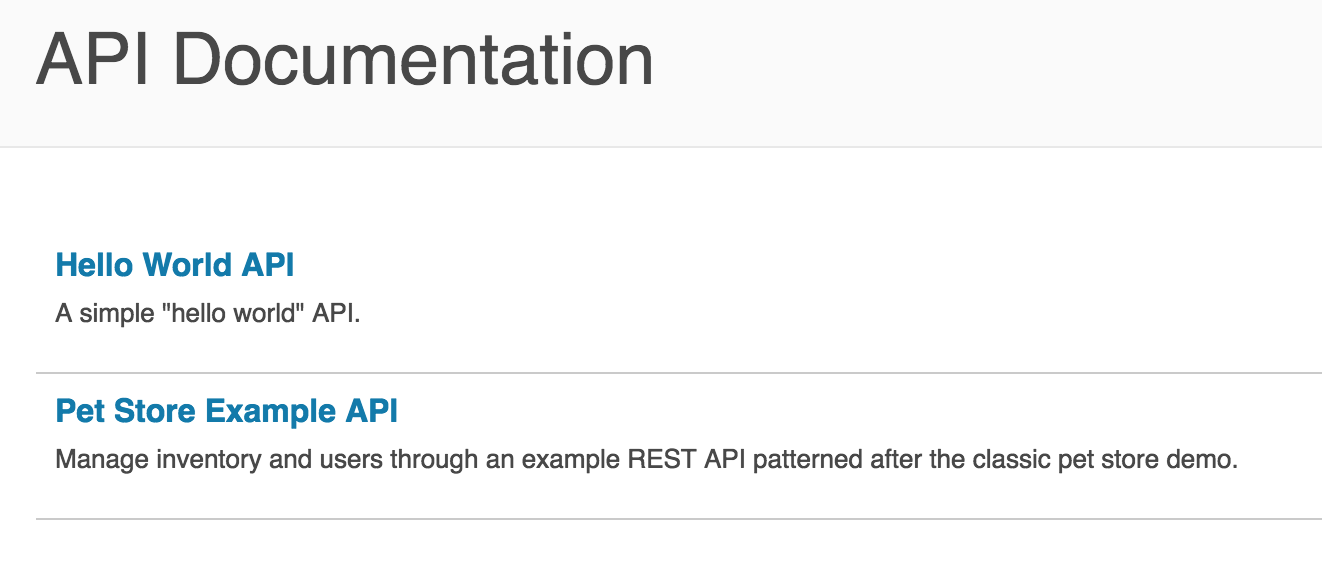 API Documentation
Hello World API
A simple "hello world" API.
Pet Store Example API
Manage inventory and users through an example REST API patterned after the classic pet store demo.